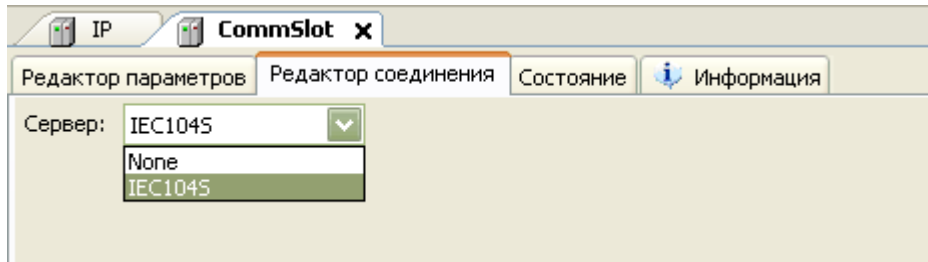 IP CommSlot x
Редактор параметров Редактор соединения Состояние Информация
Сервер: IEC104S
None
IEC104S